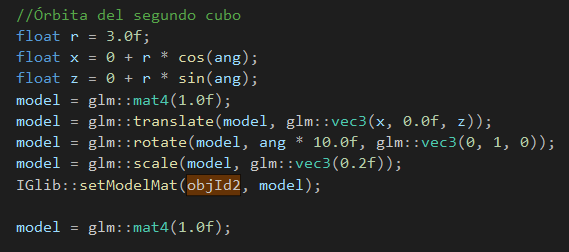 //Órbita del segundo cubo
float r = 3.0f;
float x = 0 + r * cos(ang);
float z = 0 + r * sin(ang);
model = glm::mat4(1.0f);
model = glm::translate(model, glm::vec3(x, 0.0f, z));
model = glm::rotate(model, ang * 10.0f, glm::vec3(0, 1, 0));
model = glm::scale(model, glm::vec3(0.2f));
IGlib::setModelMat(objId2, model);
model = glm::mat4(1.0f);